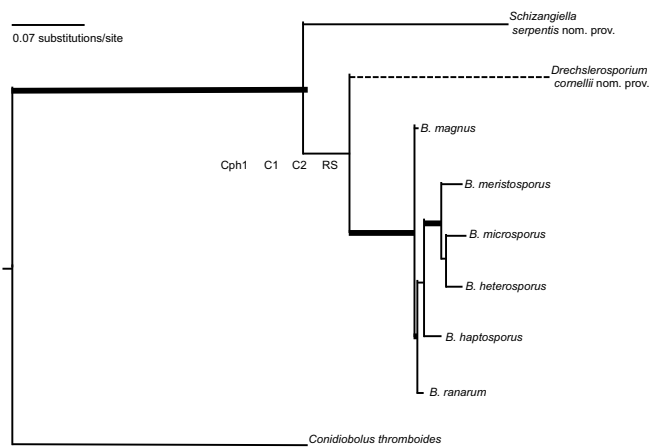 Schizangiella
serpentis nom. prov.
0.07 substitutions/site
Drechslerosporium
cornellii nom. prov.
B. magnus
Cph1 C1 C2 RS
B. meristosporus
B. microsporus
B. heterosporus
B. haptosporus
B. ranarum
Conidiobolus thromboides